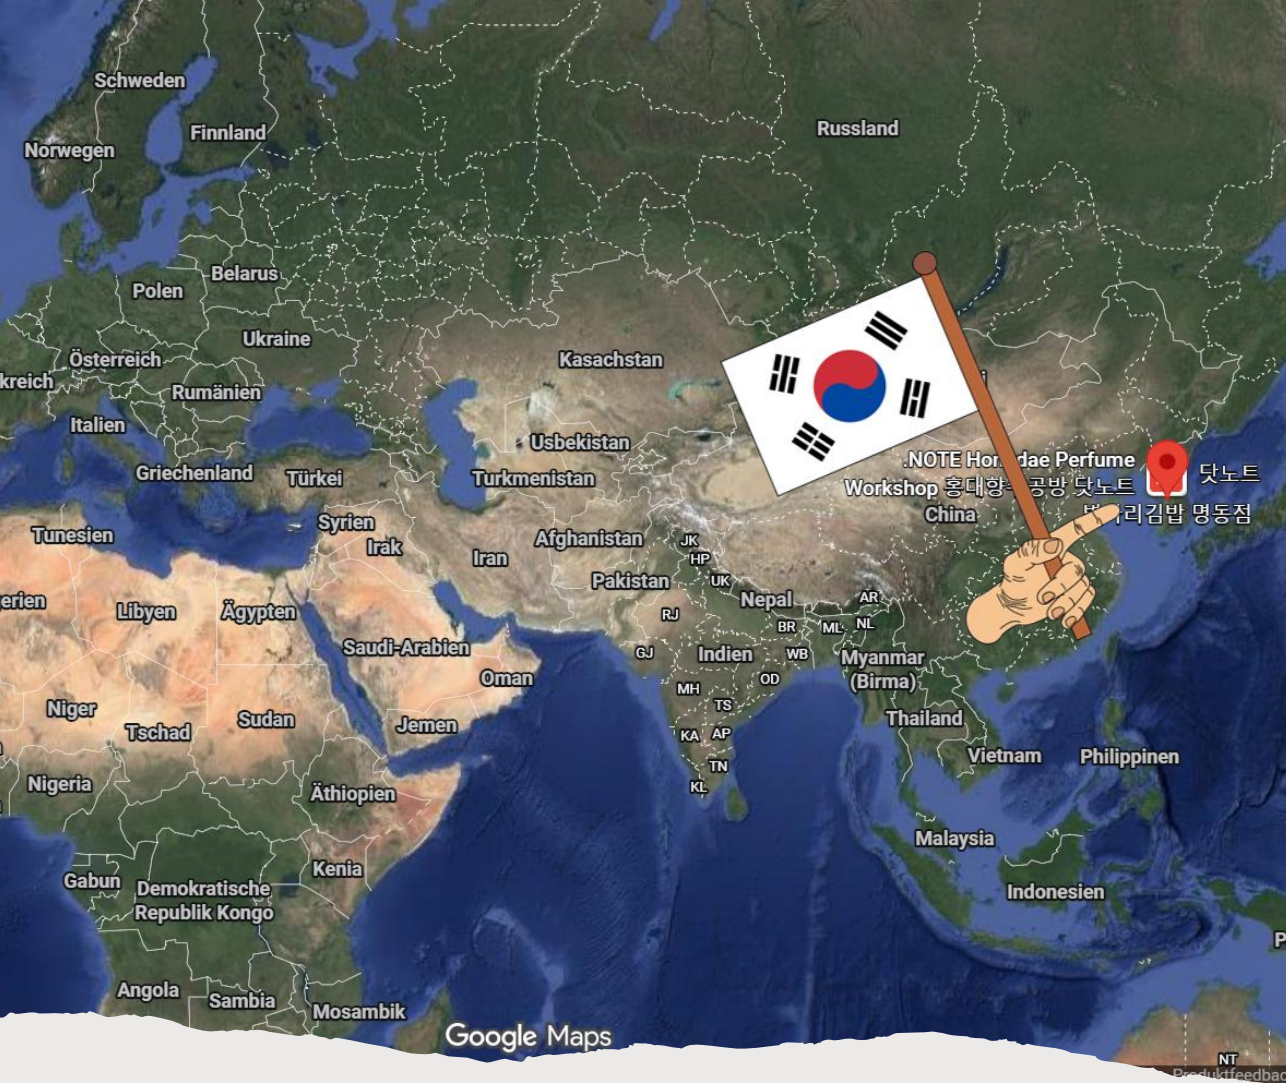 Schweden
Finnland
Norwegen
Russland
Belarus
Polen
Ukraine
Österreich
Kasachstan
kreich
Rumänien
Italien
Usbekistan
Griechenland
Türkei
Turkmenistan
.NOTE Hon dae Perfume
Workshop 홍대향 공방 닷노트
닷노트
China
리김밥 명동점
Syrien
Tunesien
Irak
Afghanistan
JK
Iran
HP
Pakistan
UK
Nepal
AR
erien
Libyen
Ägypten
RJ
BR
ML
NL
Saudi-Arabien
GJ
Indien
WB
Myanmar
(Birma)
Oman
MH
OD
Niger
Tschad
Sudan
Jemen
TS
KA
AP
Thailand
Vietnam
Philippinen
TN
Nigeria
Äthiopien
KL
Malaysia
Kenia
Gabun
Demokratische
Republik Kongo
Indonesien
P
Angola
Sambia
Mosambik
Google Maps
NT
Produktfeedbac